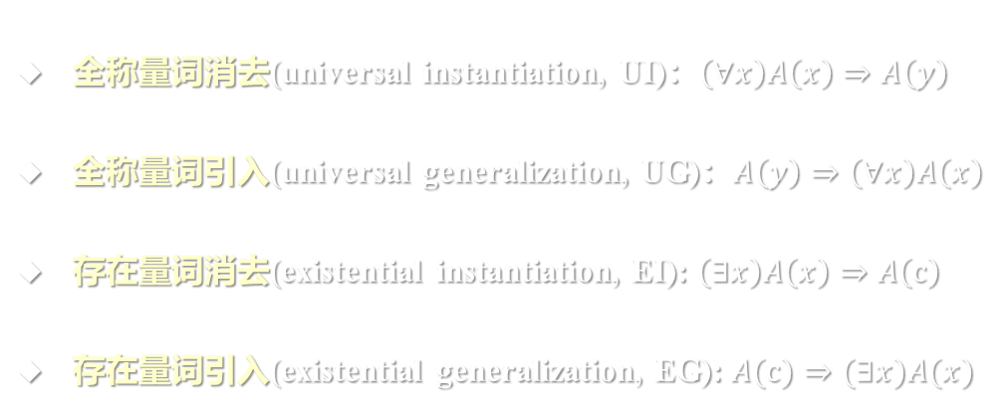 ❖ 全称量词消去(universal instantiation, UI)：(∀x)A(x) ⇒ A(y)
❖ 全称量词引入(universal generalization, UG)：A(y) ⇒ (∀x)A(x)
❖ 存在量词消去(existential instantiation, EI): (∃x)A(x) ⇒ A(c)
❖ 存在量词引入(existential generalization, EG): A(c) ⇒ (∃x)A(x)